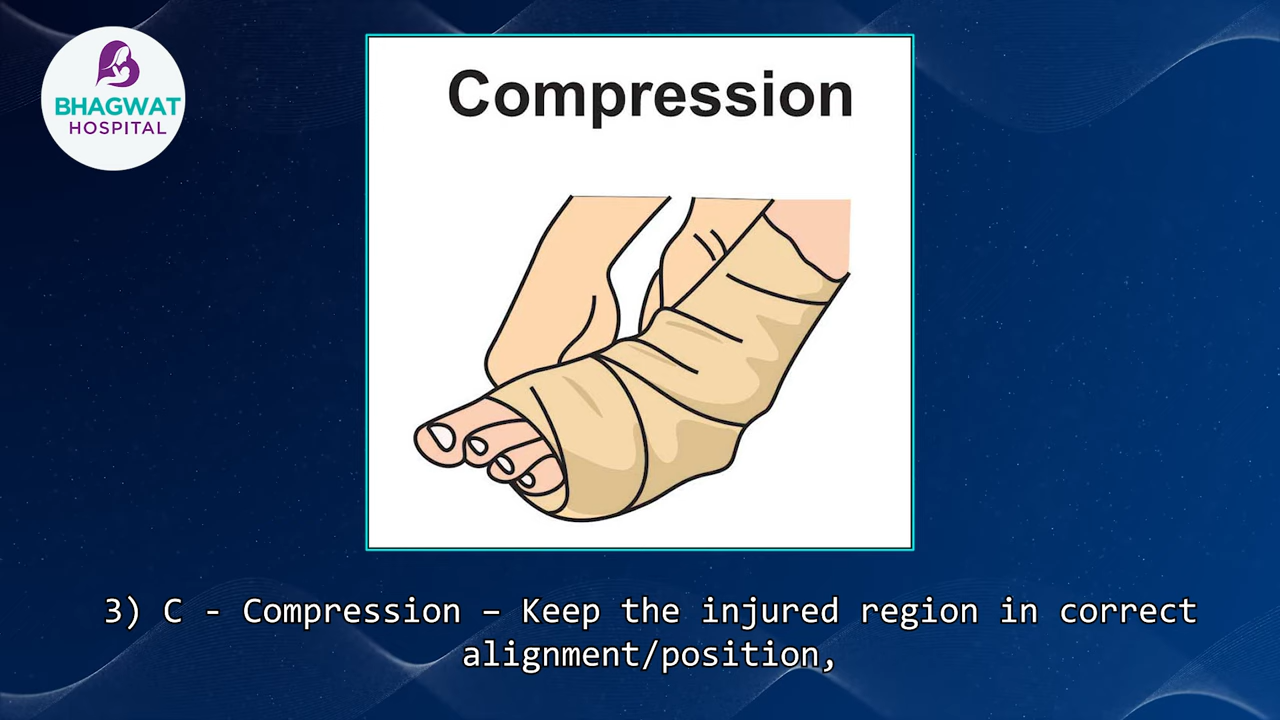 BHAGWAT
HOSPITAL
Compression
3) C - Compression – Keep the injured region in correct
alignment/position,